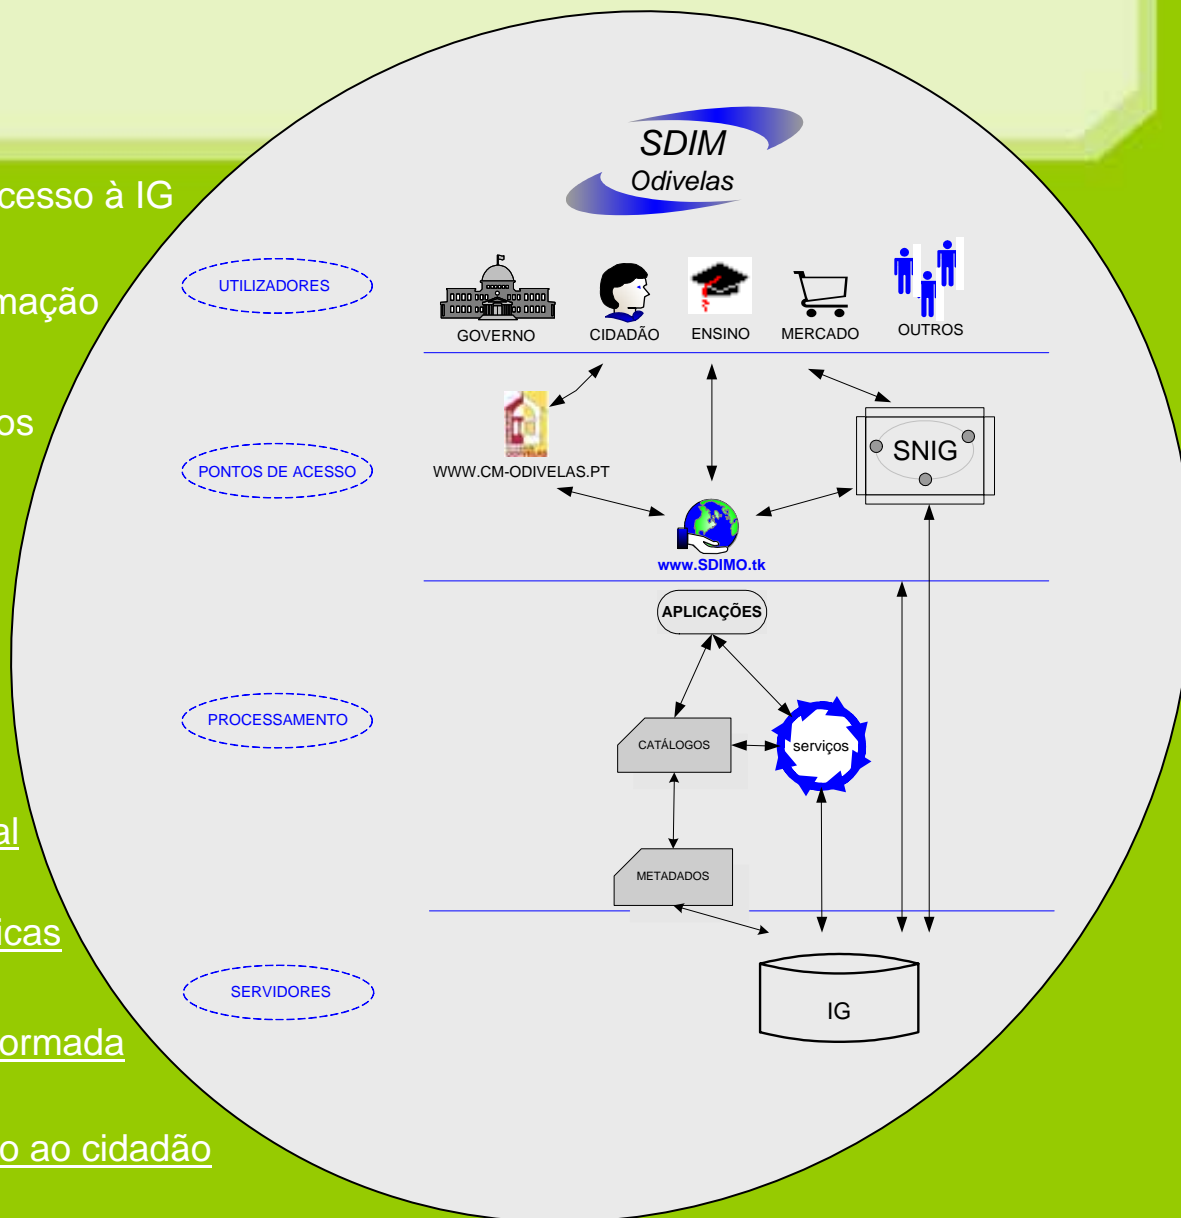 SDIM
Odivelas
cesso à IG
UTILIZADORES
mação
GOVERNO
CIDADÃO
ENSINO
MERCADO
OUTROS
os
SNIG
PONTOS DE ACESSO
WWW.CM-ODIVELAS.PT
ODIVELAS
www.SDIMO.tk
APLICAÇÕES
PROCESSAMENTO
CATÁLOGOS
serviços
al
METADADOS
icas
SERVIDORES
IG
ormada
o ao cidadão